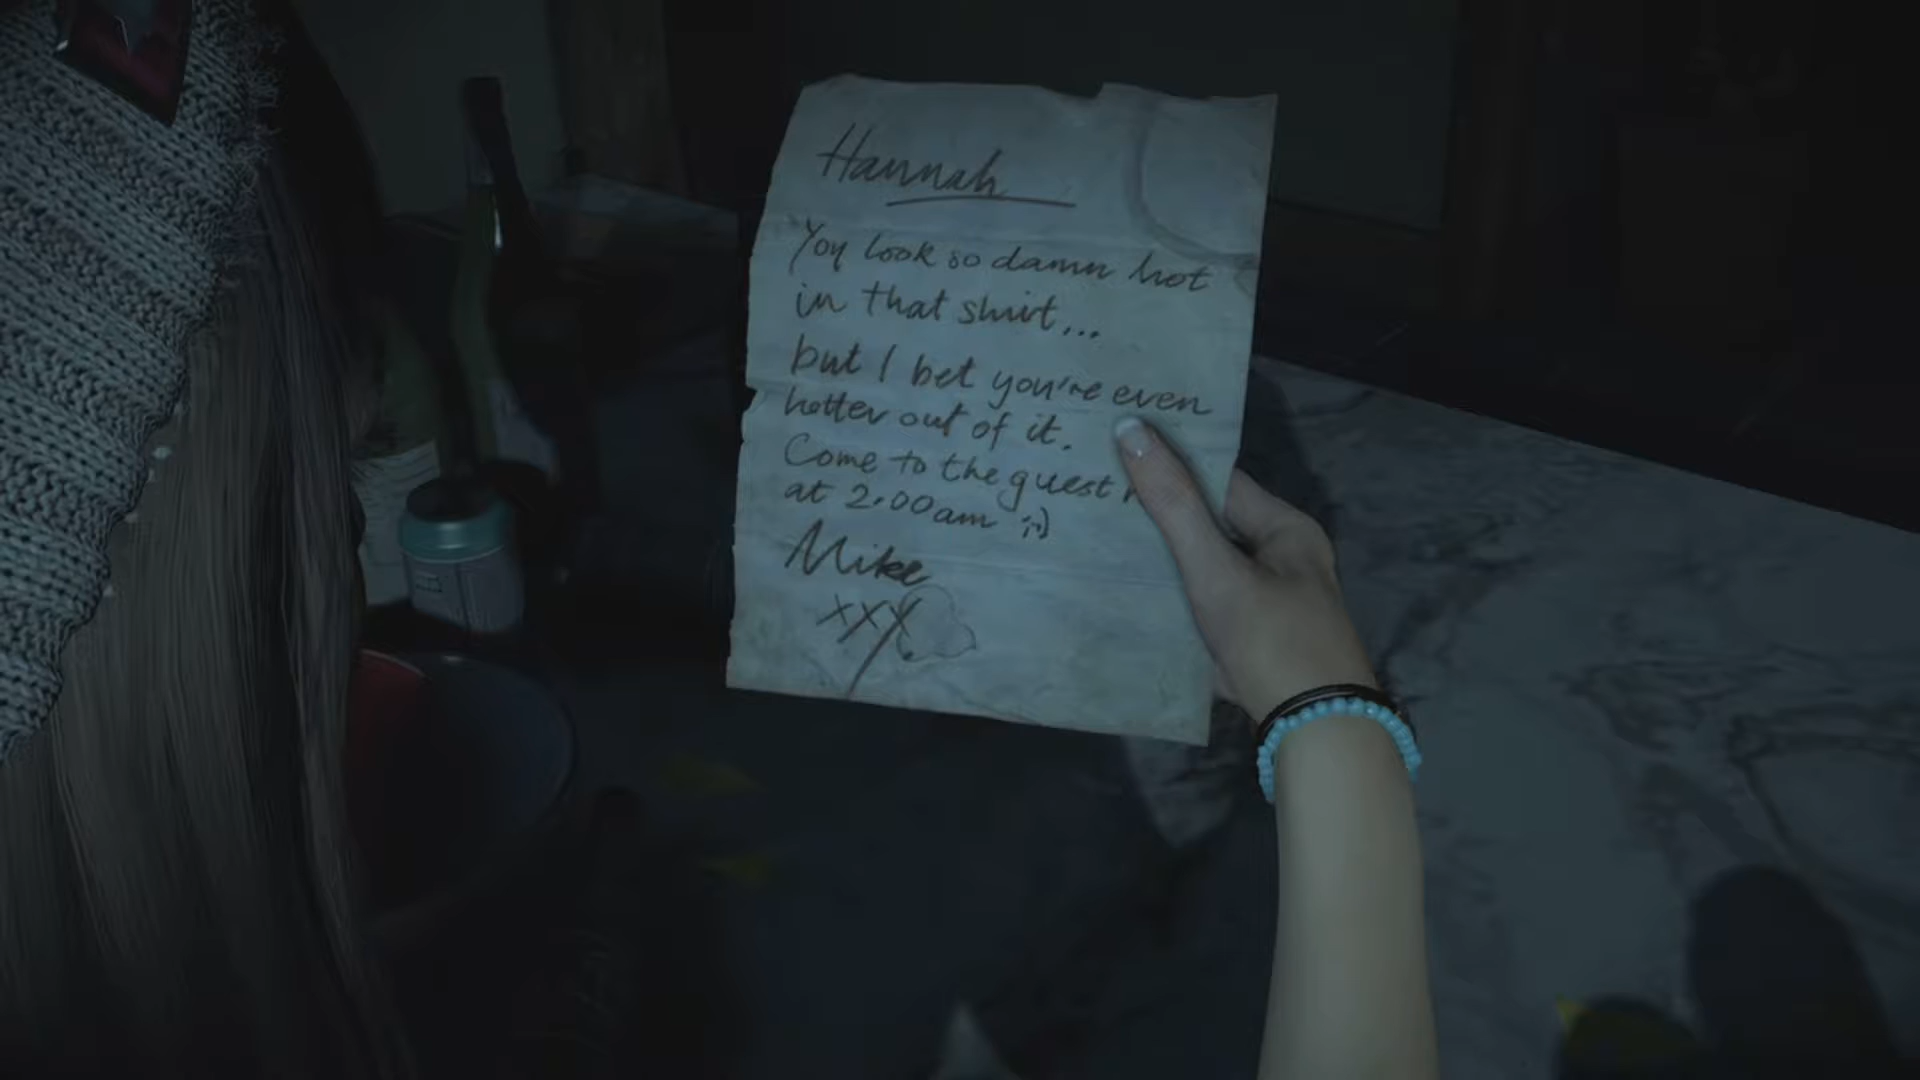 Hannah
You look so damn hot
in that shirt...
but I bet you're even
hotter out of it.
Come to the guest
at 2.00am ;)
Mike
xxx